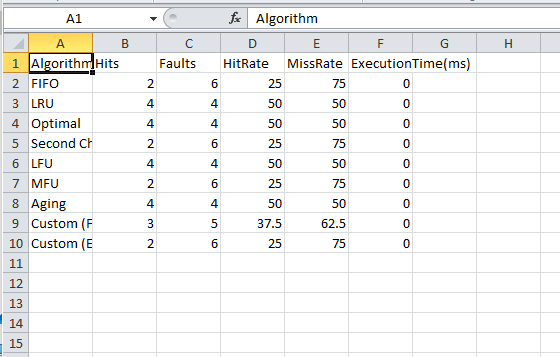 A1 fx Algorithm
A B C D E F G H I
1 Algorithm Hits Faults HitRate MissRate ExecutionTime(ms)
2 FIFO 2 6 25 75 0
3 LRU 4 4 50 50 0
4 Optimal 4 4 50 50 0
5 Second Ch 2 6 25 75 0
6 LFU 4 4 50 50 0
7 MFU 2 6 25 75 0
8 Aging 4 4 50 50 0
9 Custom (F 3 5 37.5 62.5 0
10 Custom (E 2 6 25 75 0
11
12
13
14
15